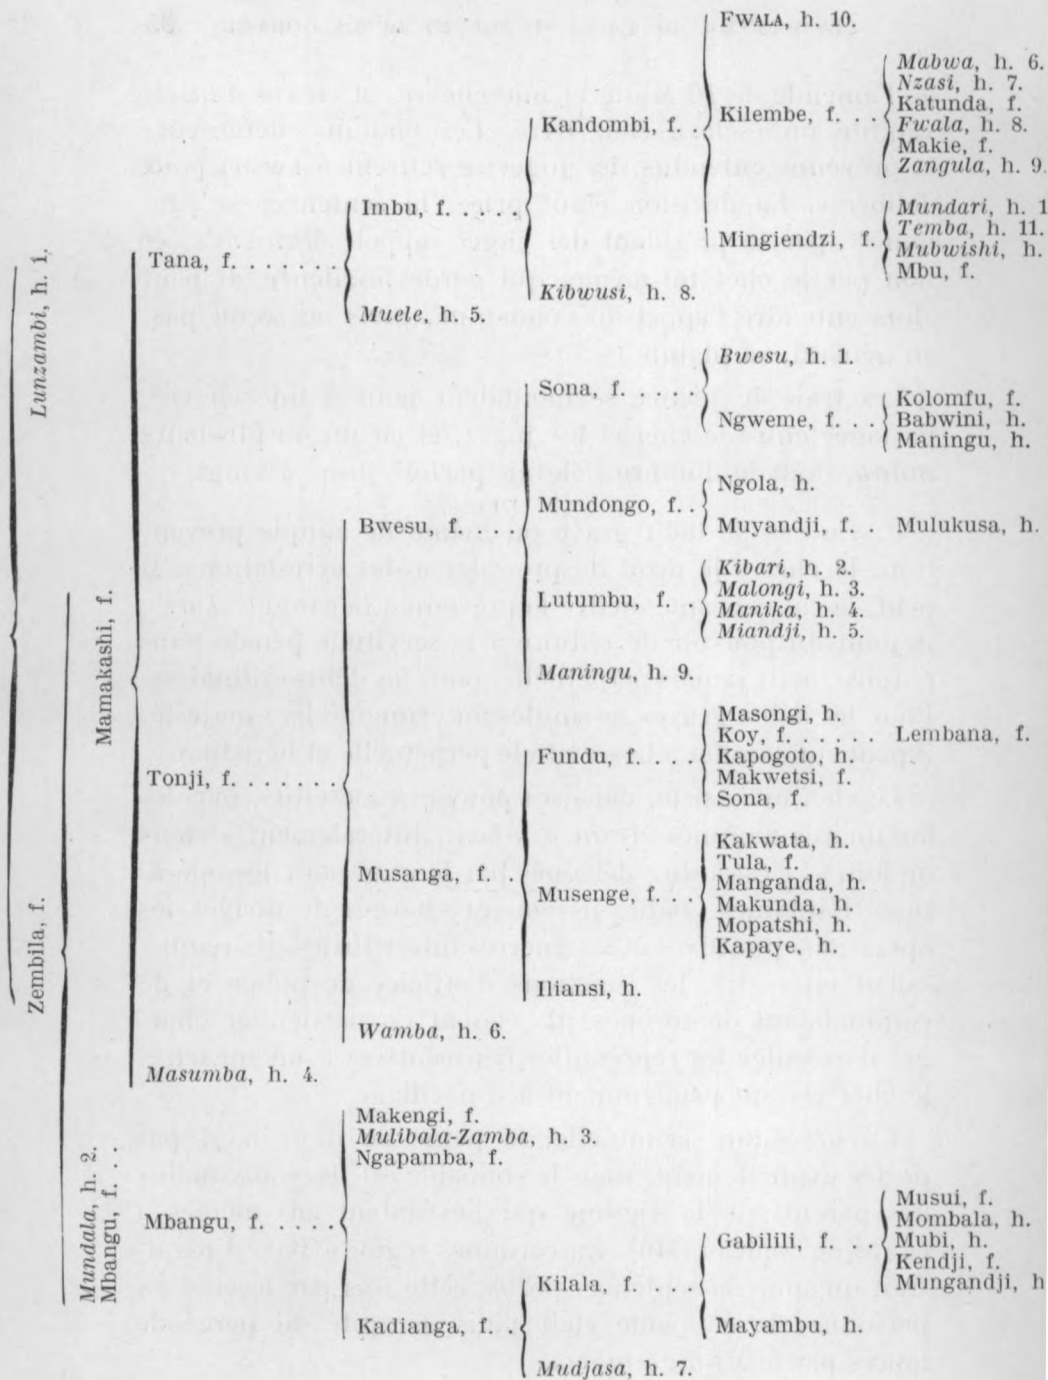 Lunzambi, h. 1.
Zembila, f.
Mamakashi, f.
Mundala, h. 2.
Mbangu, f. . . .
Tana, f. . . . . . . .
Tonji, f. . . . . . . .
Masumba, h. 4.
Mbangu, f. . . . . .
Imbu, f. . . . .
Muele, h. 5.
Bwesu, f. . . . .
Musanga, f. . .
Wamba, h. 6.
Makengi, f.
Mulibala-Zamba, h. 3.
Ngapamba, f.
Kadianga, f. .
Kandombi, f.
Kibwusi, h. 8.
Sona, f. . . . .
Mundongo, f. .
Lutumbu, f. .
Maningu, h. 9.
Fundu, f. . . .
Musenge, f. . . .
Iliansi, h.
Kilala, f. . . .
Mudjasa, h. 7.
FWALA, h. 10.
Kilembe, f. . . .
Mingiendzi, f.
Bwesu, h. 1.
Ngweme, f. . .
Ngola, h.
Muyandji, f. . Mulukusa, h.
Kibari, h. 2.
Malongi, h. 3.
Manika, h. 4.
Miandji, h. 5.
Masongi, h.
Koy, f. . . . . . . Lembana, f.
Kapogoto, h.
Makwetsi, f.
Sona, f.
Kakwata, h.
Tula, f.
Manganda, h.
Makunda, h.
Mopatshi, h.
Kapaye, h.
Gabilili, f. . . .
Mayambu, h.
Mabwa, h. 6.
Nzasi, h. 7.
Katunda, f.
Fwala, h. 8.
Makie, f.
Zangula, h. 9.
Mundari, h. 1
Temba, h. 11.
Mubwishi, h.
Mbu, f.
Kolomfu, f.
Babwini, h.
Maningu, h.
Musui, f.
Mombala, h.
Mubi, h.
Kendji, f.
Mungandji, h